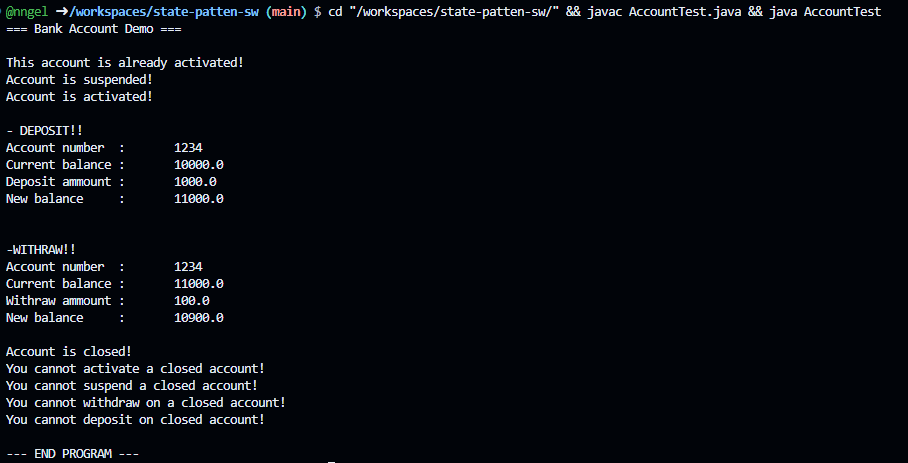 @nngel ➜/workspaces/state-patten-sw (main) $ cd "/workspaces/state-patten-sw/" && javac AccountTest.java && java AccountTest
=== Bank Account Demo ===
This account is already activated!
Account is suspended!
Account is activated!
- DEPOSIT!!
Account number  :       1234
Current balance :       10000.0
Deposit ammount :       1000.0
New balance     :       11000.0
-WITHRAW!!
Account number  :       1234
Current balance :       11000.0
Withraw ammount :       100.0
New balance     :       10900.0
Account is closed!
You cannot activate a closed account!
You cannot suspend a closed account!
You cannot withdraw on a closed account!
You cannot deposit on closed account!
--- END PROGRAM ---